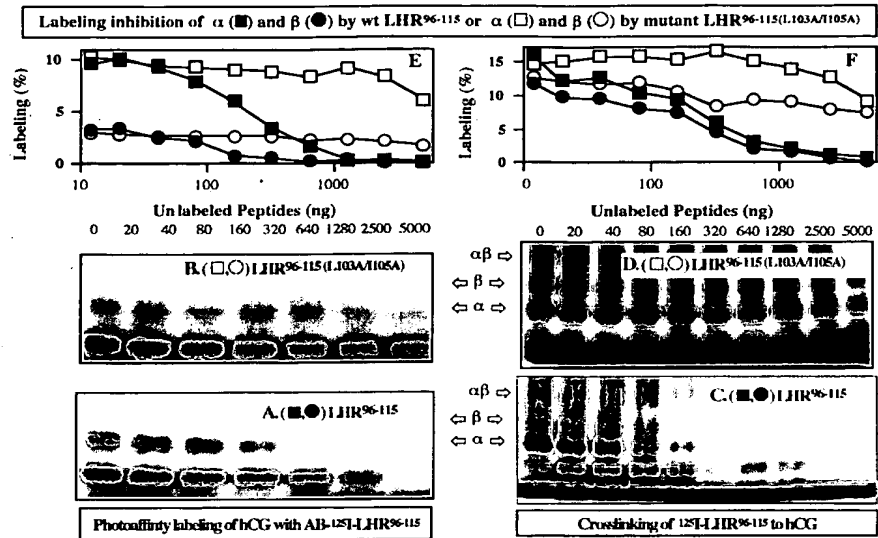 Labeling inhibition of α (■) and β (●) by wt LHR96-115 or α (□) and β (○) by mutant LHR96-115(L103A/I105A)
E
Labeling (%)
10
5
0
10 100 1000
Unlabeled Peptides (ng)
0 20 40 80 160 320 640 1280 2500 5000
F
Labeling (%)
15
10
5
0
0 100 1000
Unlabeled Peptides (ng)
0 20 40 80 160 320 640 1280 2500 5000
B. (□,○) LHR96-115(L103A/I105A)
αβ ⇨
⇦ β ⇨
⇦ α ⇨
D. (□,○) LHR96-115(L103A/I105A)
A. (■,●) LHR96-115
αβ ⇨
⇦ β ⇨
⇦ α ⇨
C. (■,●) LHR96-115
Photoaffinty labeling of hCG with AB-125I-LHR96-115
Crosslinking of 125I-LHR96-115 to hCG